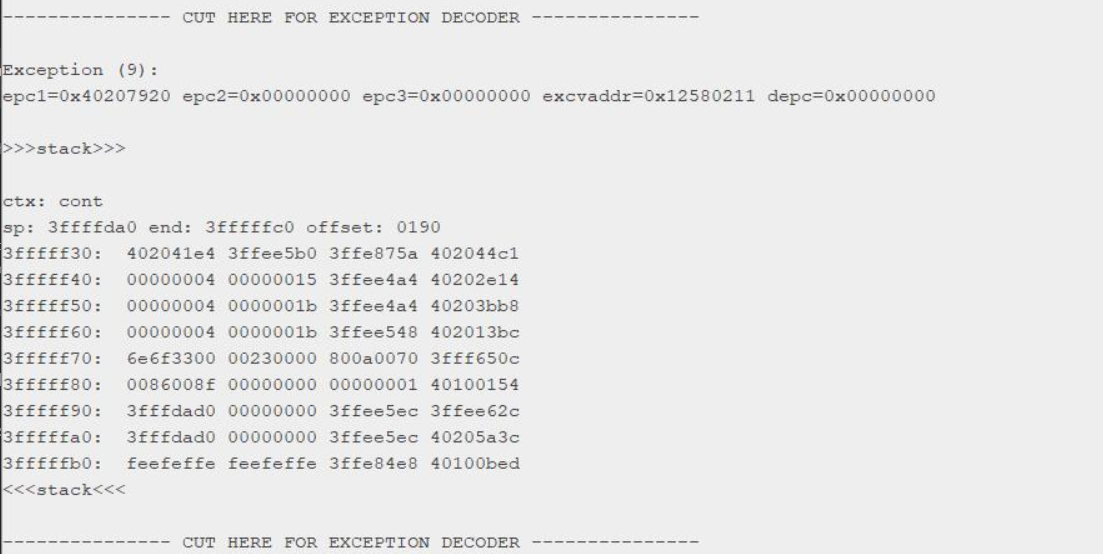 --------------- CUT HERE FOR EXCEPTION DECODER ---------------
Exception (9):
epc1=0x40207920 epc2=0x00000000 epc3=0x00000000 excvaddr=0x12580211 depc=0x00000000
>>>stack>>>
ctx: cont
sp: 3ffffda0 end: 3fffffc0 offset: 0190
3fffff30:  402041e4 3ffee5b0 3ffe875a 402044c1
3fffff40:  00000004 00000015 3ffee4a4 40202e14
3fffff50:  00000004 0000001b 3ffee4a4 40203bb8
3fffff60:  00000004 0000001b 3ffee548 402013bc
3fffff70:  6e6f3300 00230000 800a0070 3fff650c
3fffff80:  0086008f 00000000 00000001 40100154
3fffff90:  3fffdad0 00000000 3ffee5ec 3ffee62c
3fffffa0:  3fffdad0 00000000 3ffee5ec 40205a3c
3fffffb0:  feefeffe feefeffe 3ffe84e8 40100bed
<<<stack<<<
--------------- CUT HERE FOR EXCEPTION DECODER ---------------